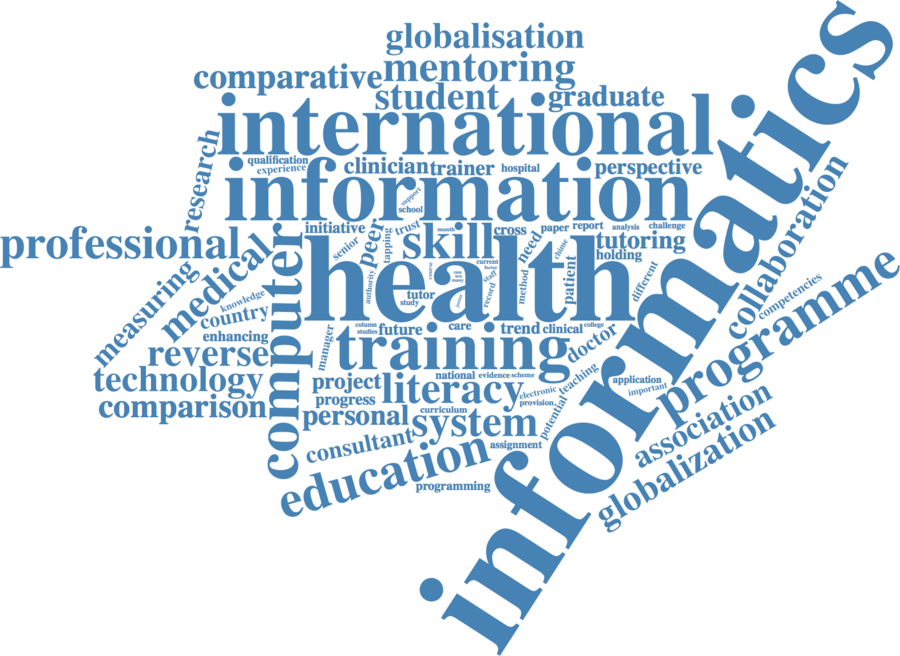 globalisation
comparative
mentoring
student
graduate
international
informatics
research
qualification
experience
clinician
trainer
hospital
perspective
information
support
school
collaboration
professional
medical
initiative
senior
peer
tapping
trust
month
skill
cross
need
paper
report
analysis
challenge
tutoring
holding
chime
patient
different
health
authority
course
current
factor
staff
record
method
measuring
knowledge
country
enhancing
computer
tutor
study
competencies
programme
reverse
technology
comparison
manager
column
studies
future
care
trend
clinical
college
doctor
training
project
progress
personal
national
evidence
scheme
literacy
electronic
provision
teaching
application
important
curriculum
system
potential
assignment
consultant
education
programming
association
globalization